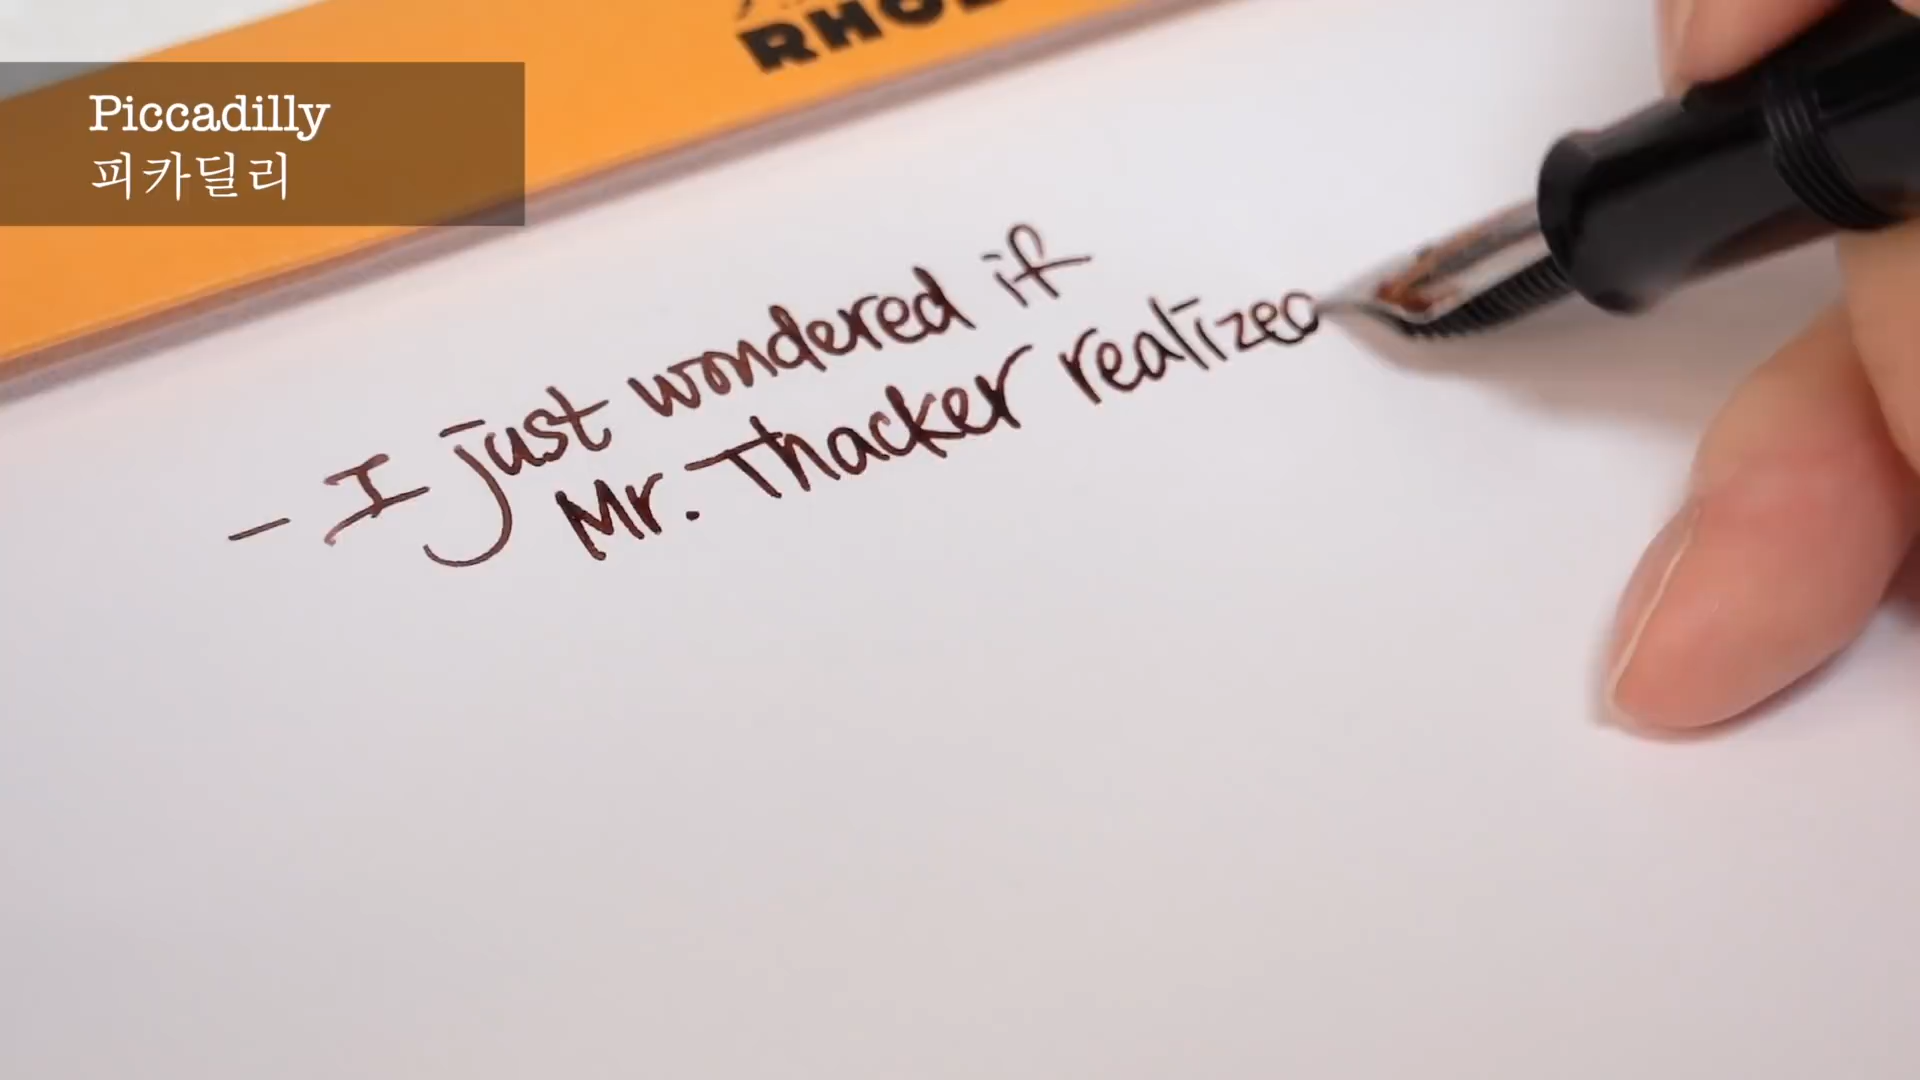 RHO
Piccadilly
피카딜리
– I just wondered if
Mr. Thacker realized